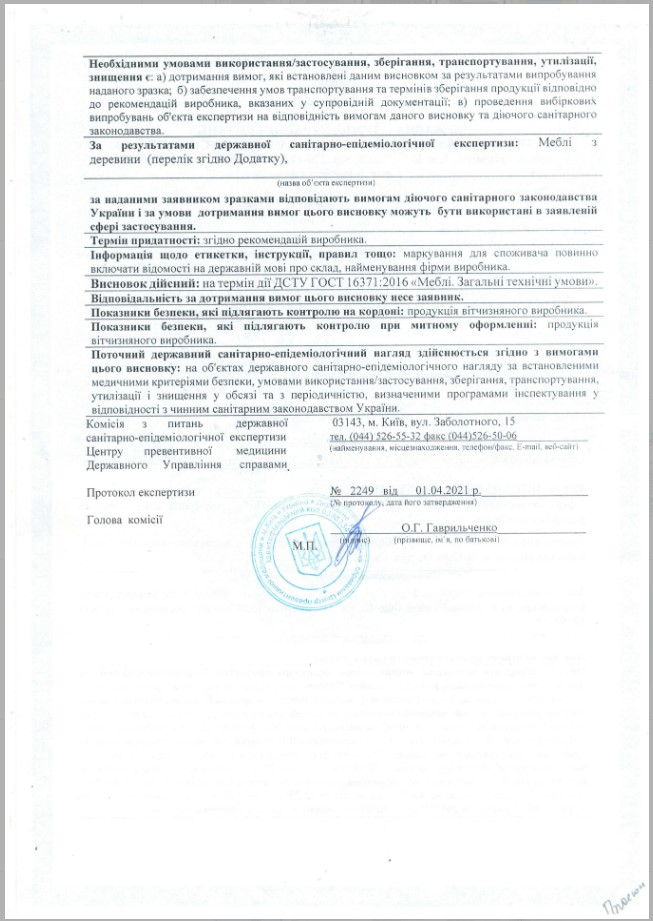 Необхідними умовами використання/застосування, зберігання, транспортування, утилізації,
знищення є: а) дотримання вимог, які встановлені даним висновком за результатами випробування
наданого зразка; б) забезпечення умов транспортування та термінів зберігання продукції відповідно
до рекомендацій виробника, вказаних у супровідній документації; в) проведення вибіркових
випробувань об'єкта експертизи на відповідність вимогам даного висновку та діючого санітарного
законодавства.
За результатами державної санітарно-епідеміологічної експертизи: Меблі з
деревини (перелік згідно Додатку),
(назва об'єкта експертизи)
за наданими заявником зразками відповідають вимогам діючого санітарного законодавства
України і за умови дотримання вимог цього висновку можуть бути використані в заявленій
сфері застосування.
Термін придатності: згідно рекомендацій виробника.
Інформація щодо етикетки, інструкції, правил тощо: маркування для споживача повинно
включати відомості на державній мові про склад, найменування фірми виробника.
Висновок дійсний: на термін дії ДСТУ ГОСТ 16371:2016 «Меблі. Загальні технічні умови».
Відповідальність за дотримання вимог цього висновку несе заявник.
Показники безпеки, які підлягають контролю на кордоні: продукція вітчизняного виробника.
Показники безпеки, які підлягають контролю при митному оформленні: продукція
вітчизняного виробника.
Поточний державний санітарно-епідеміологічний нагляд здійснюється згідно з вимогами
цього висновку: на об'єктах державного санітарно-епідеміологічного нагляду за встановленими
медичними критеріями безпеки, умовами використання/застосування, зберігання, транспортування,
утилізації і знищення у обсязі та з періодичністю, визначеними програмами інспектування у
відповідності з чинним санітарним законодавством України.
Комісія з питань державної 03143, м. Київ, вул. Заболотного, 15
санітарно-епідеміологічної експертизи тел. (044) 526-55-32 факс (044)526-50-06
Центру превентивної медицини (найменування, місцезнаходження, телефон/факс, E-mail, веб-сайт)
Державного Управління справами
Протокол експертизи № 2249 від 01.04.2021 р.
(№ протоколу, дата його затвердження)
Голова комісії О.Г. Гаврильченко
М.П. (підпис) (прізвище, ім'я, по батькові)